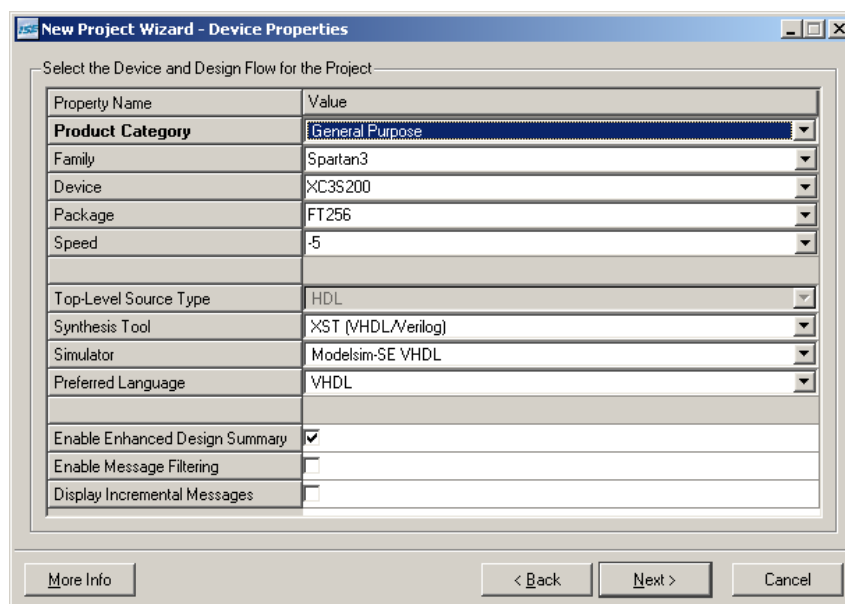 ISE New Project Wizard - Device Properties
Select the Device and Design Flow for the Project
Property Name Value
Product Category General Purpose
Family Spartan3
Device XC3S200
Package FT256
Speed -5
Top-Level Source Type HDL
Synthesis Tool XST (VHDL/Verilog)
Simulator Modelsim-SE VHDL
Preferred Language VHDL
Enable Enhanced Design Summary
Enable Message Filtering
Display Incremental Messages
More Info < Back Next > Cancel